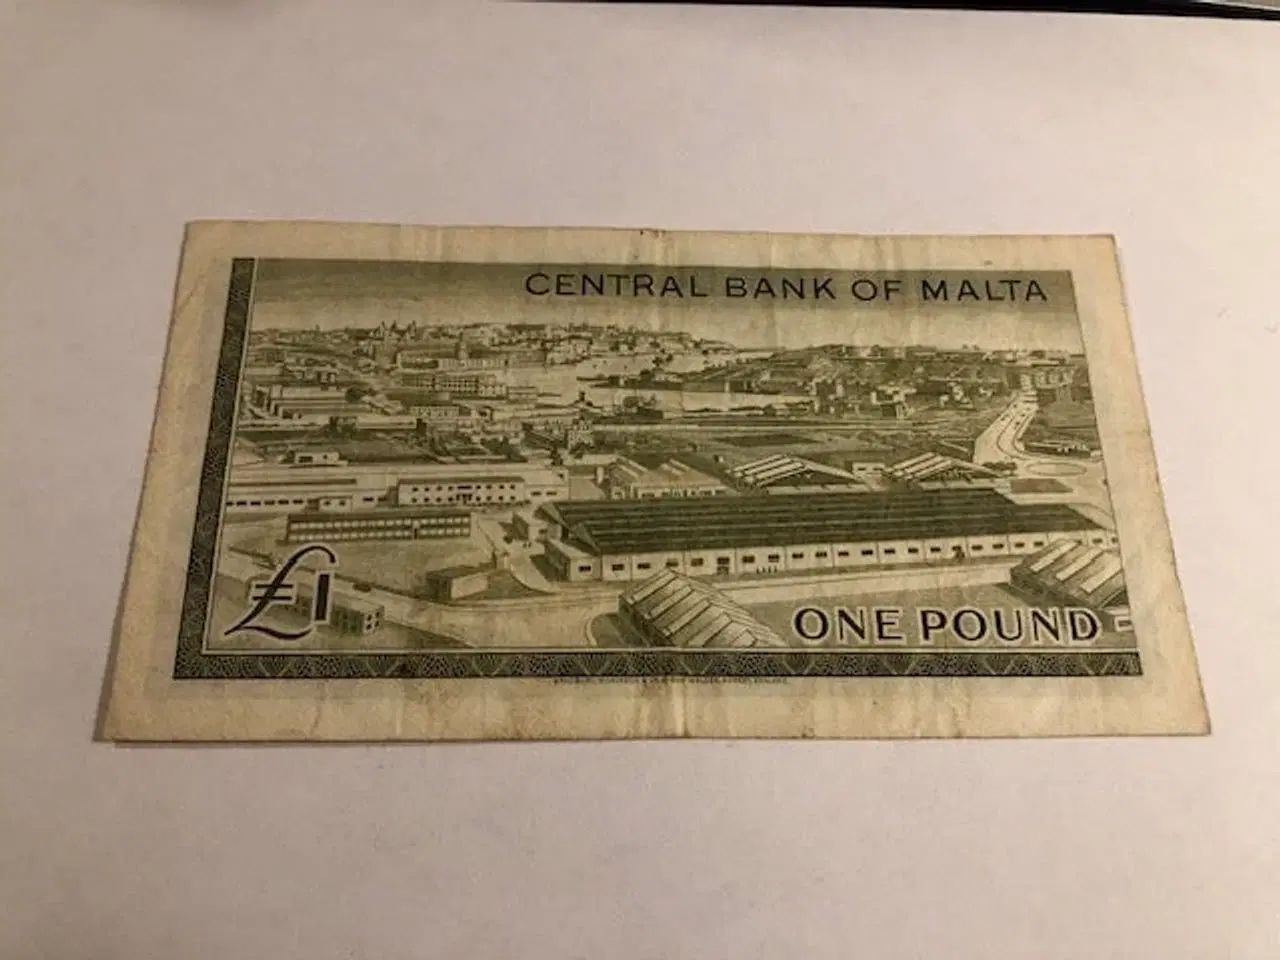 CENTRAL BANK OF MALTA
£1
ONE POUND